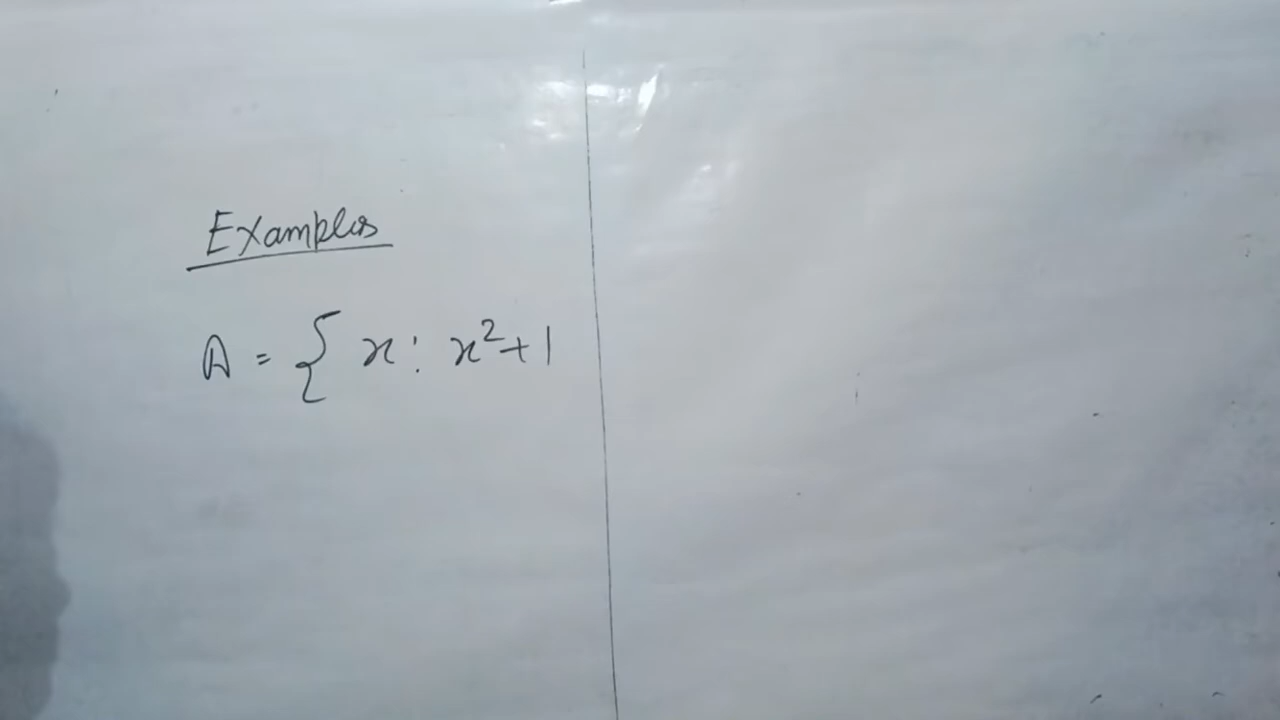 Examples
A = { x : x²+1